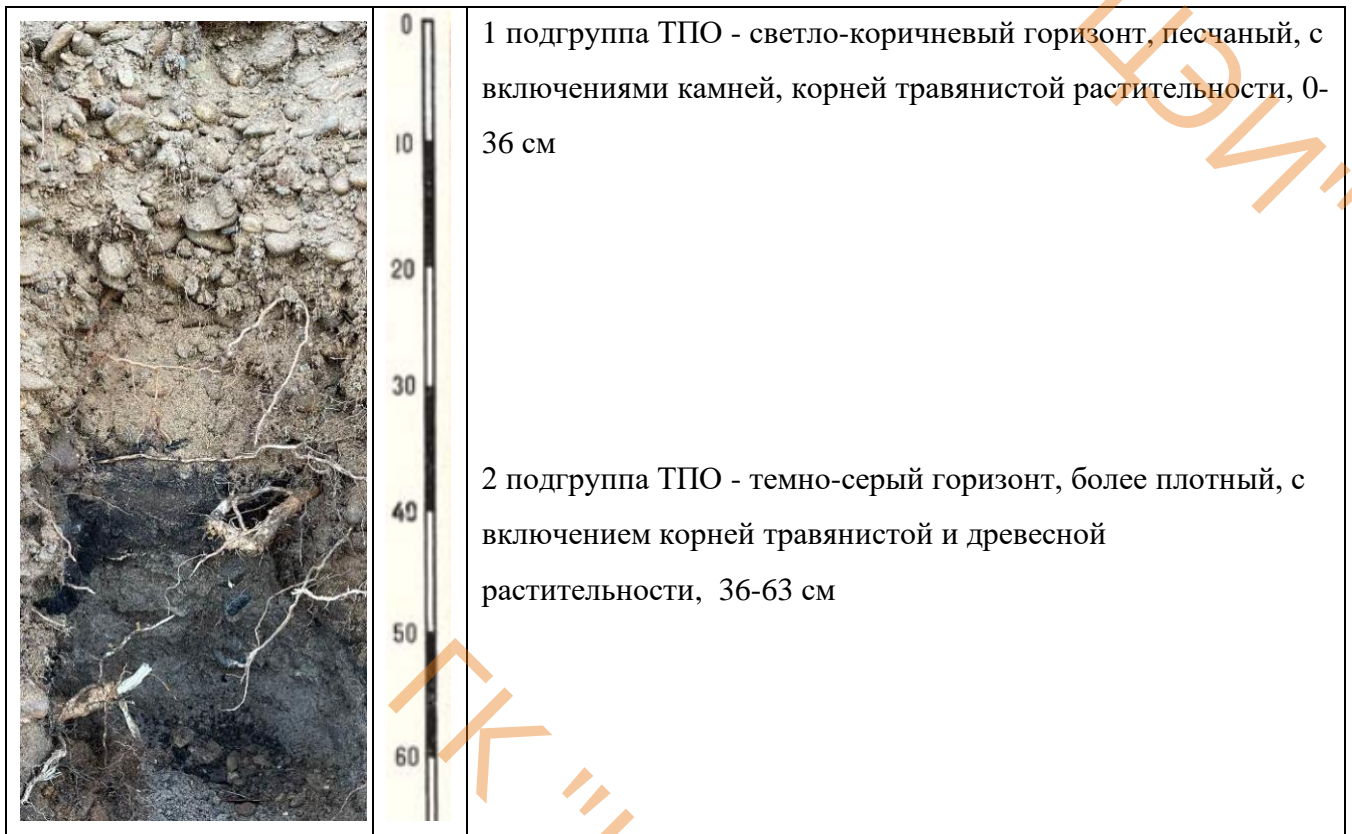 0
10
20
30
40
50
60
1 подгруппа ТПО - светло-коричневый горизонт, песчаный, с
включениями камней, корней травянистой растительности, 0-
36 см
2 подгруппа ТПО - темно-серый горизонт, более плотный, с
включением корней травянистой и древесной
растительности, 36-63 см
ЦЭИ"
ГК "